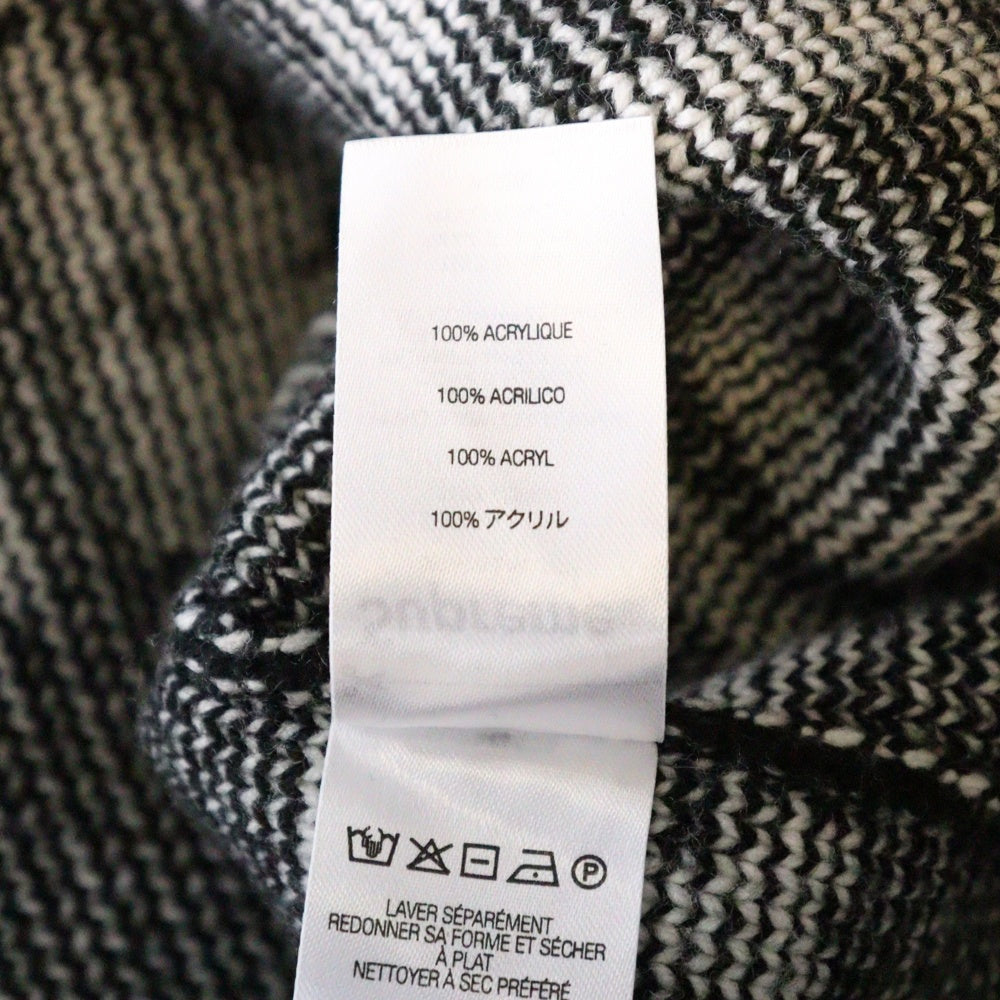 100% ACRYLIQUE
100% ACRILICO
100% ACRYL
100% アクリル
LAVER SÉPARÉMENT
REDONNER SA FORME ET SÉCHER
À PLAT
NETTOYER À SEC PRÉFÉRÉ